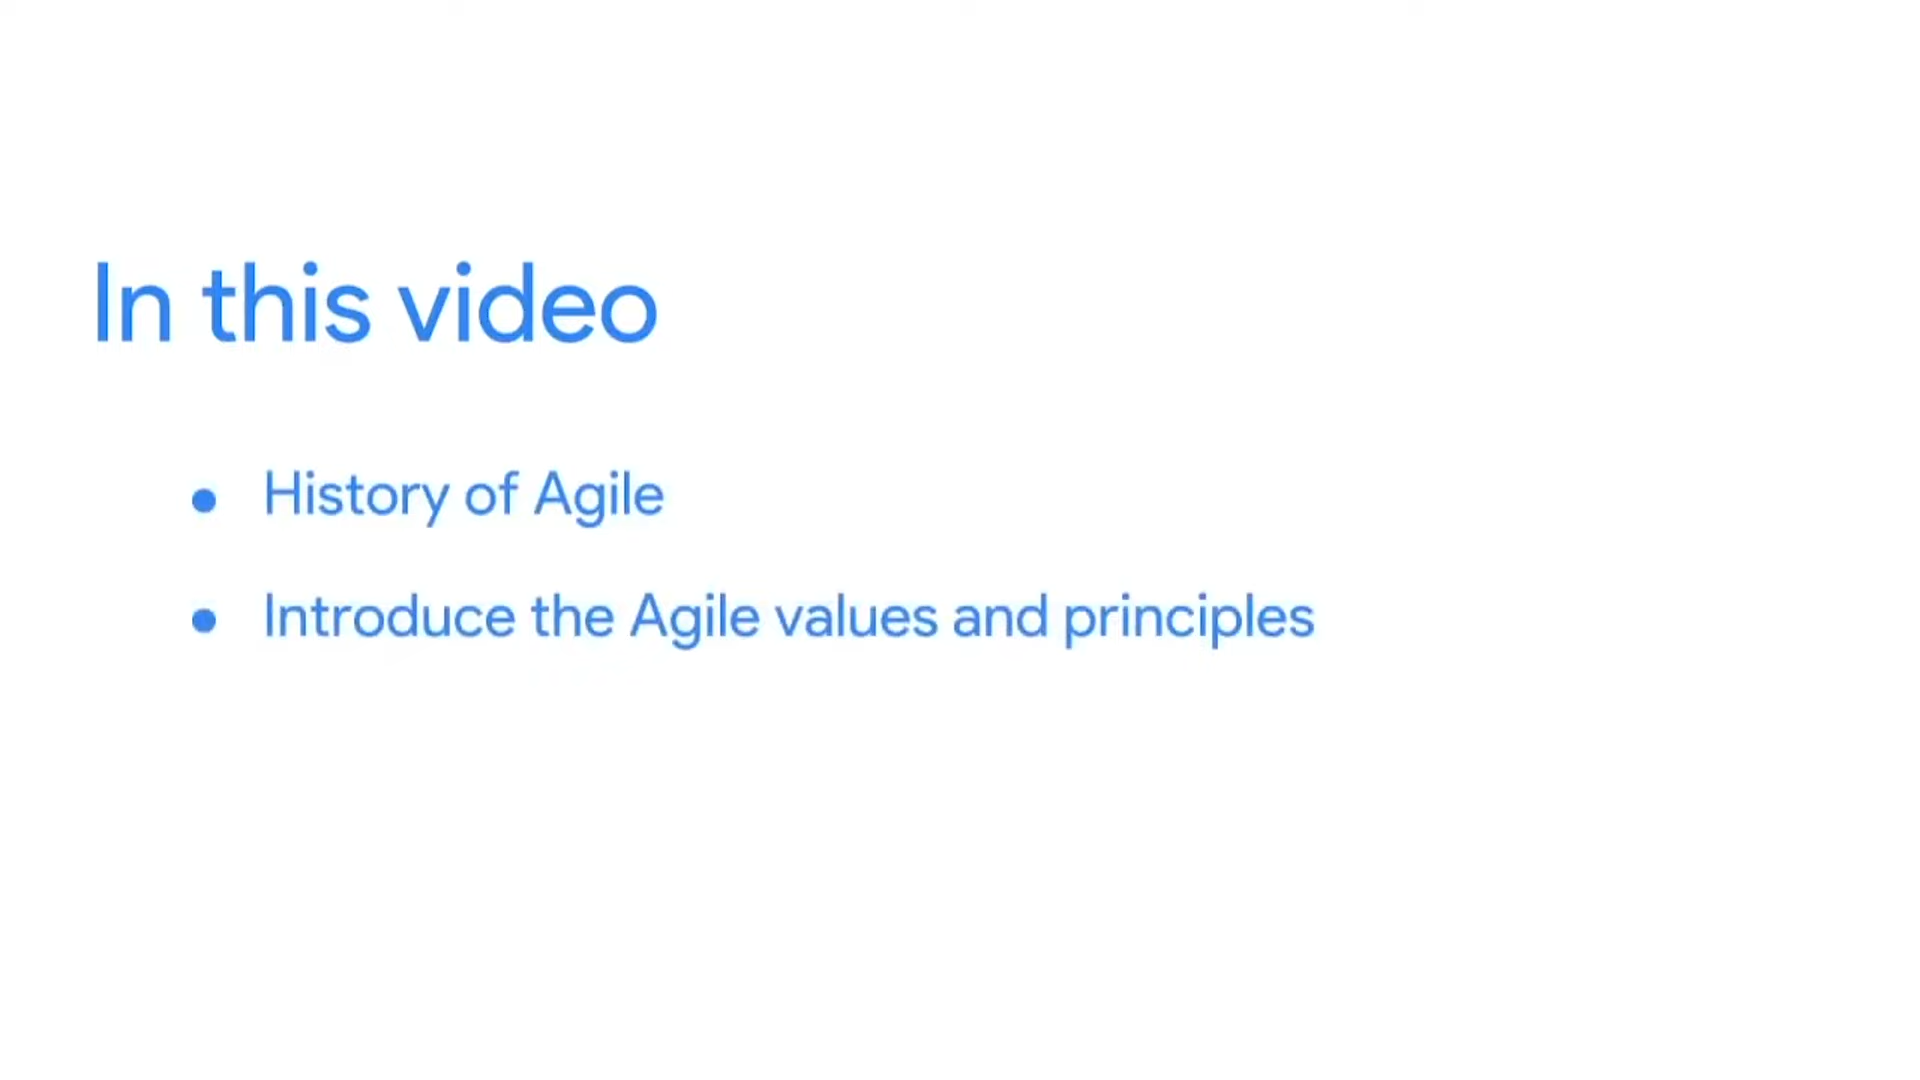 In this video
● History of Agile
● Introduce the Agile values and principles